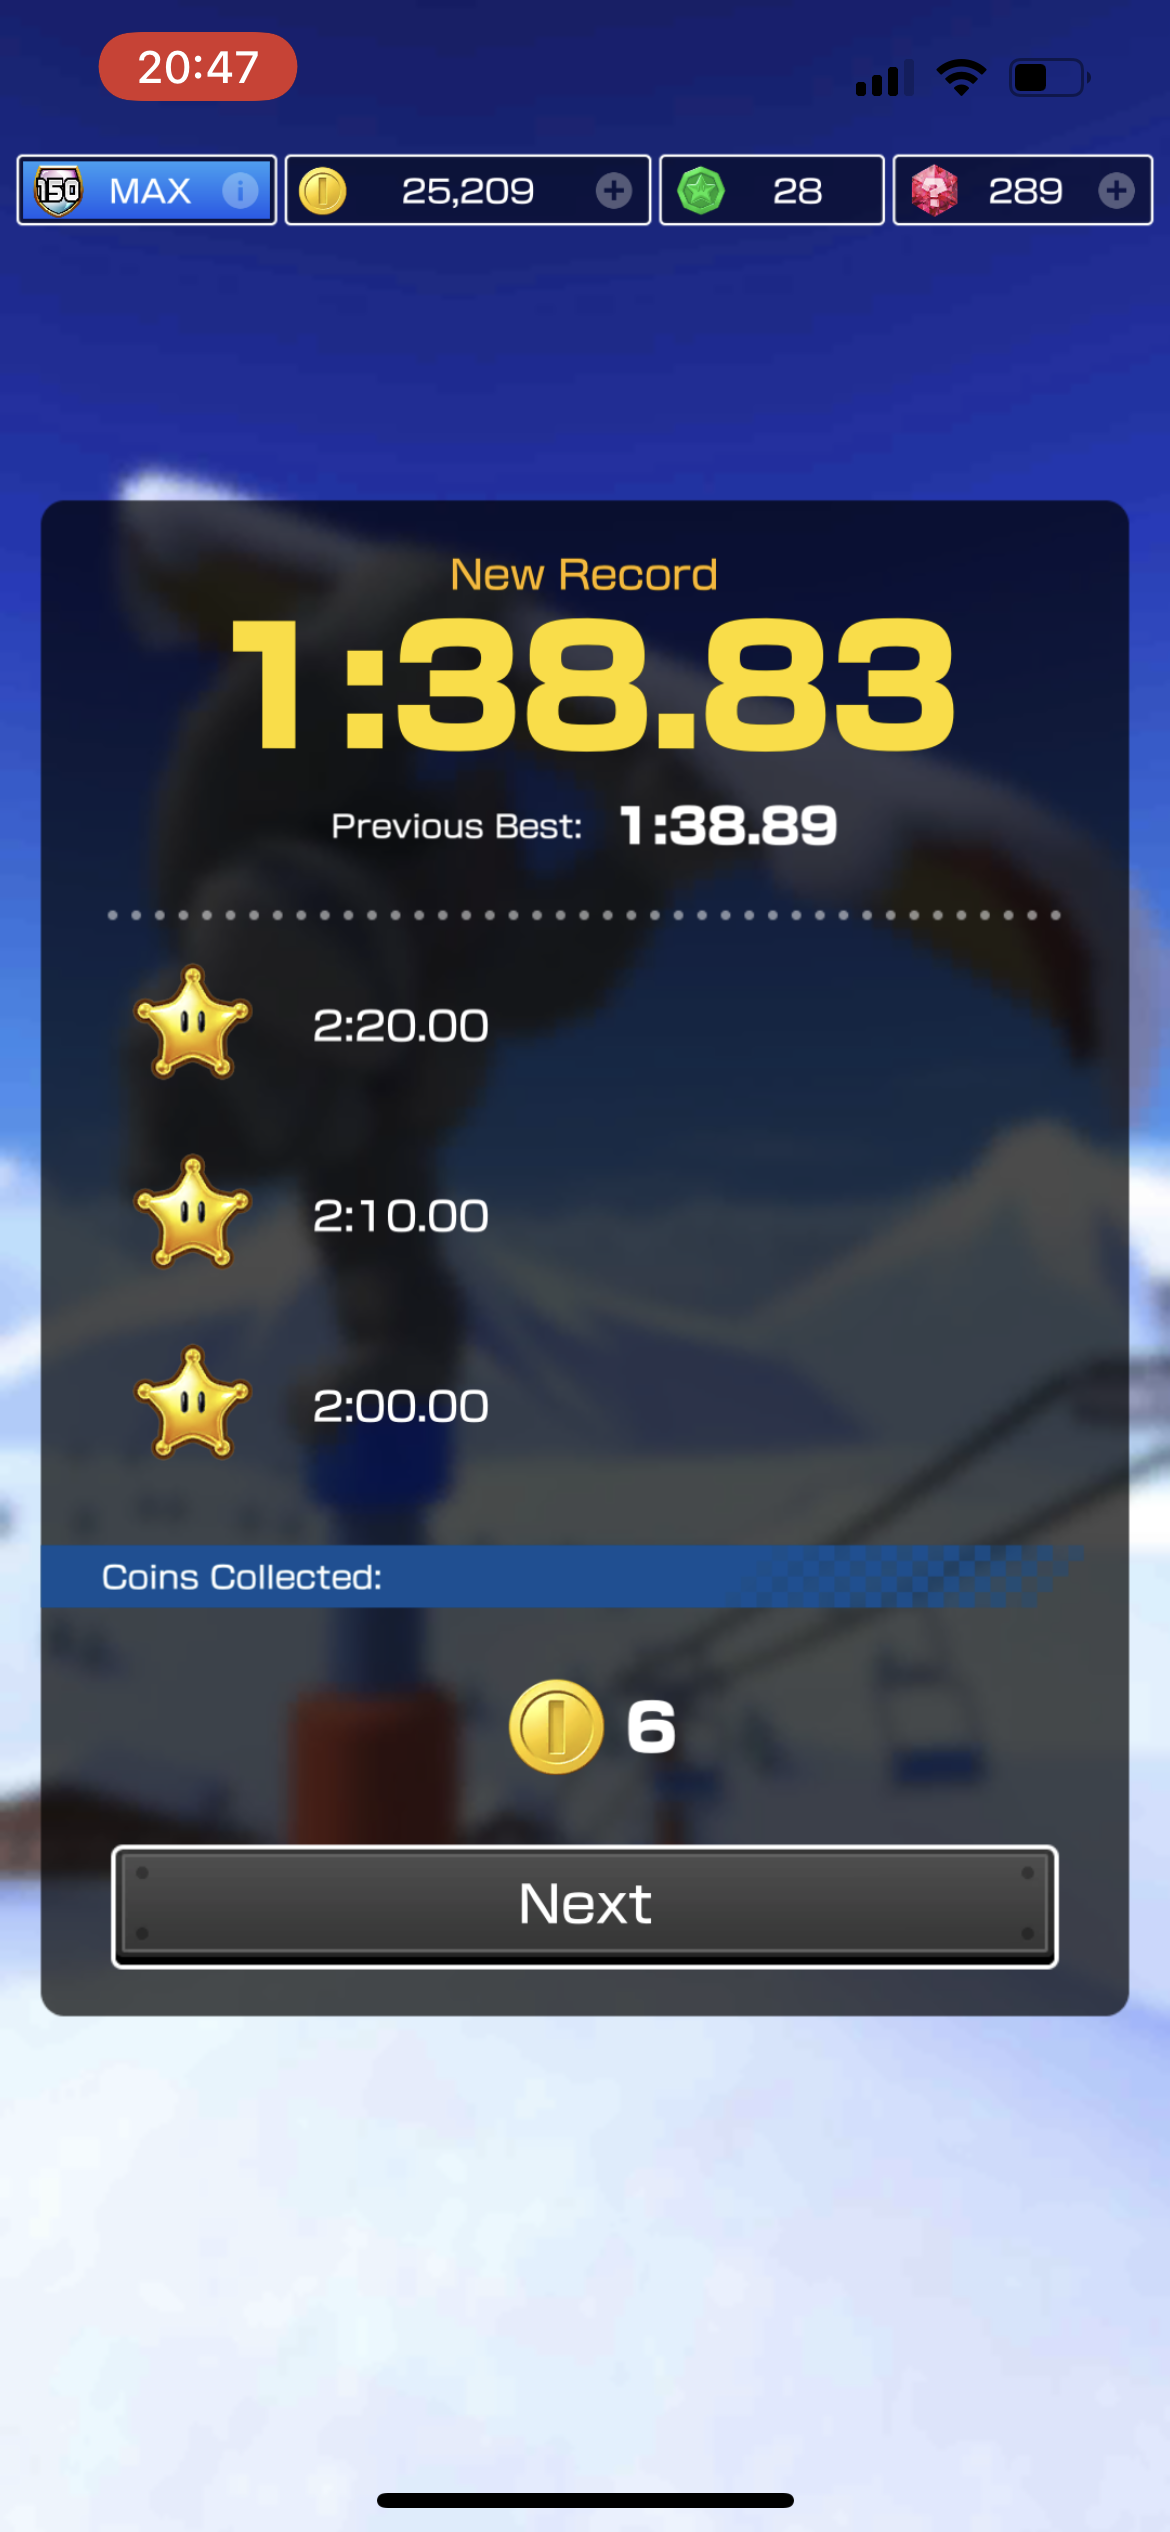 20:47
150 MAX i 25,209 + 28 ? 289 +
New Record
1:38.83
Previous Best: 1:38.89
2:20.00
2:10.00
2:00.00
Coins Collected:
6
Next